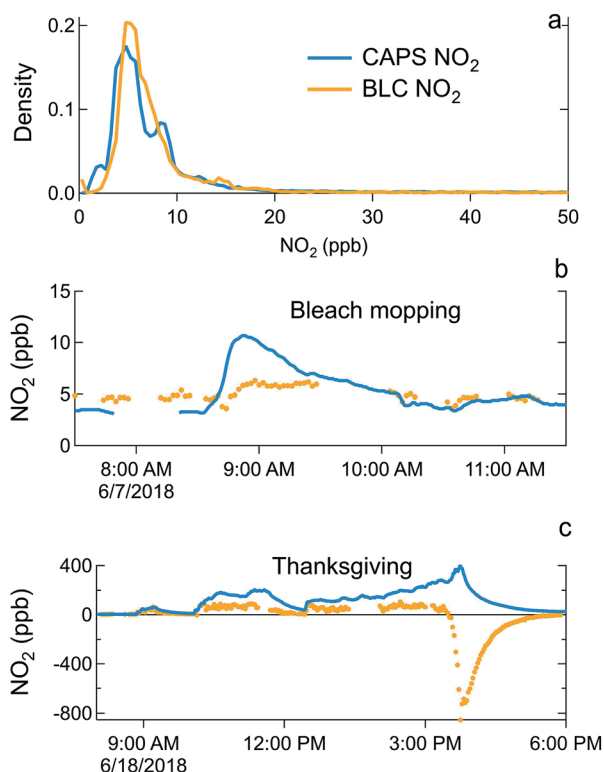 a
0.2
CAPS NO2
BLC NO2
Density
0.1
0.0
0 10 20 30 40 50
NO2 (ppb)
b
15
Bleach mopping
10
NO2 (ppb)
5
0
8:00 AM 9:00 AM 10:00 AM 11:00 AM
6/7/2018
c
Thanksgiving
400
0
NO2 (ppb)
-400
-800
9:00 AM 12:00 PM 3:00 PM 6:00 PM
6/18/2018